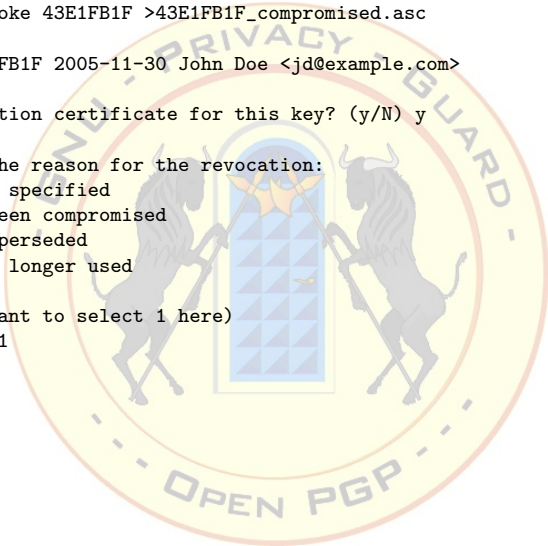 oke 43E1FB1F >43E1FB1F_compromised.asc
FB1F 2005-11-30 John Doe <jd@example.com>
tion certificate for this key? (y/N) y
he reason for the revocation:
specified
een compromised
perseded
longer used
ant to select 1 here)
1
GNU - PRIVACY - GUARD
OPEN PGP